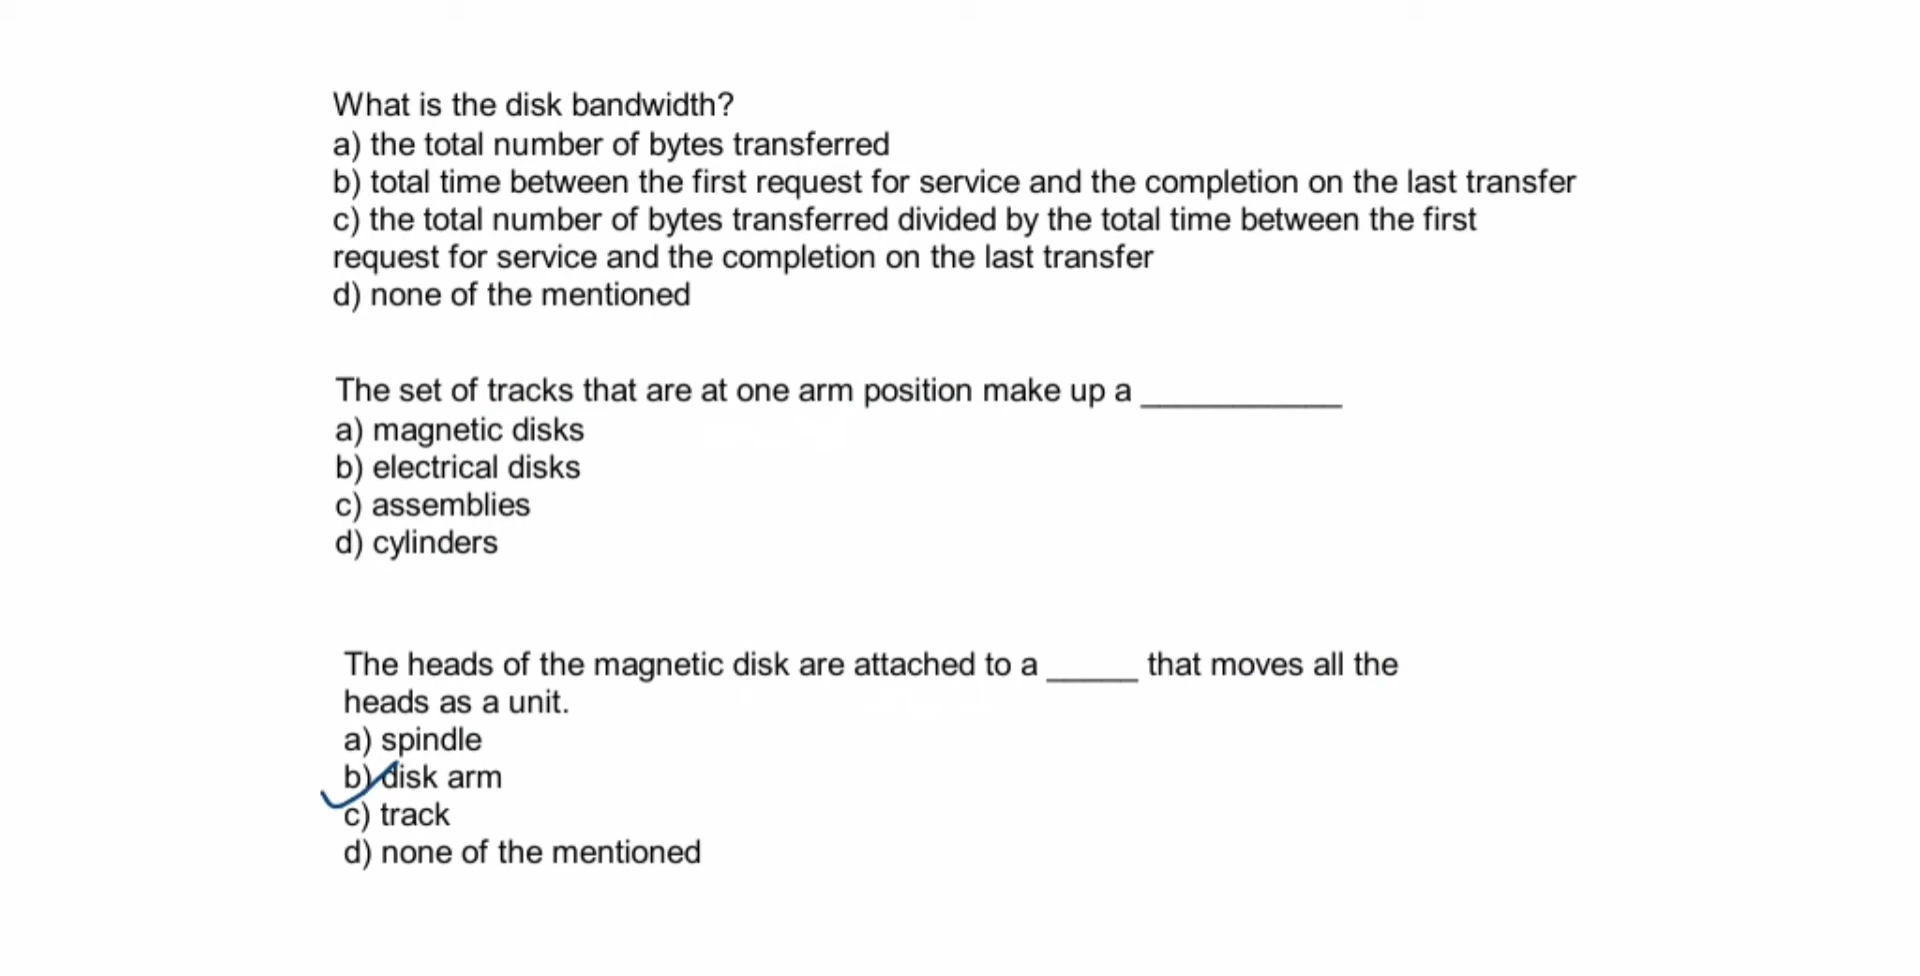 What is the disk bandwidth?
a) the total number of bytes transferred
b) total time between the first request for service and the completion on the last transfer
c) the total number of bytes transferred divided by the total time between the first
request for service and the completion on the last transfer
d) none of the mentioned
The set of tracks that are at one arm position make up a ____________
a) magnetic disks
b) electrical disks
c) assemblies
d) cylinders
The heads of the magnetic disk are attached to a _____ that moves all the
heads as a unit.
a) spindle
b) disk arm
c) track
d) none of the mentioned